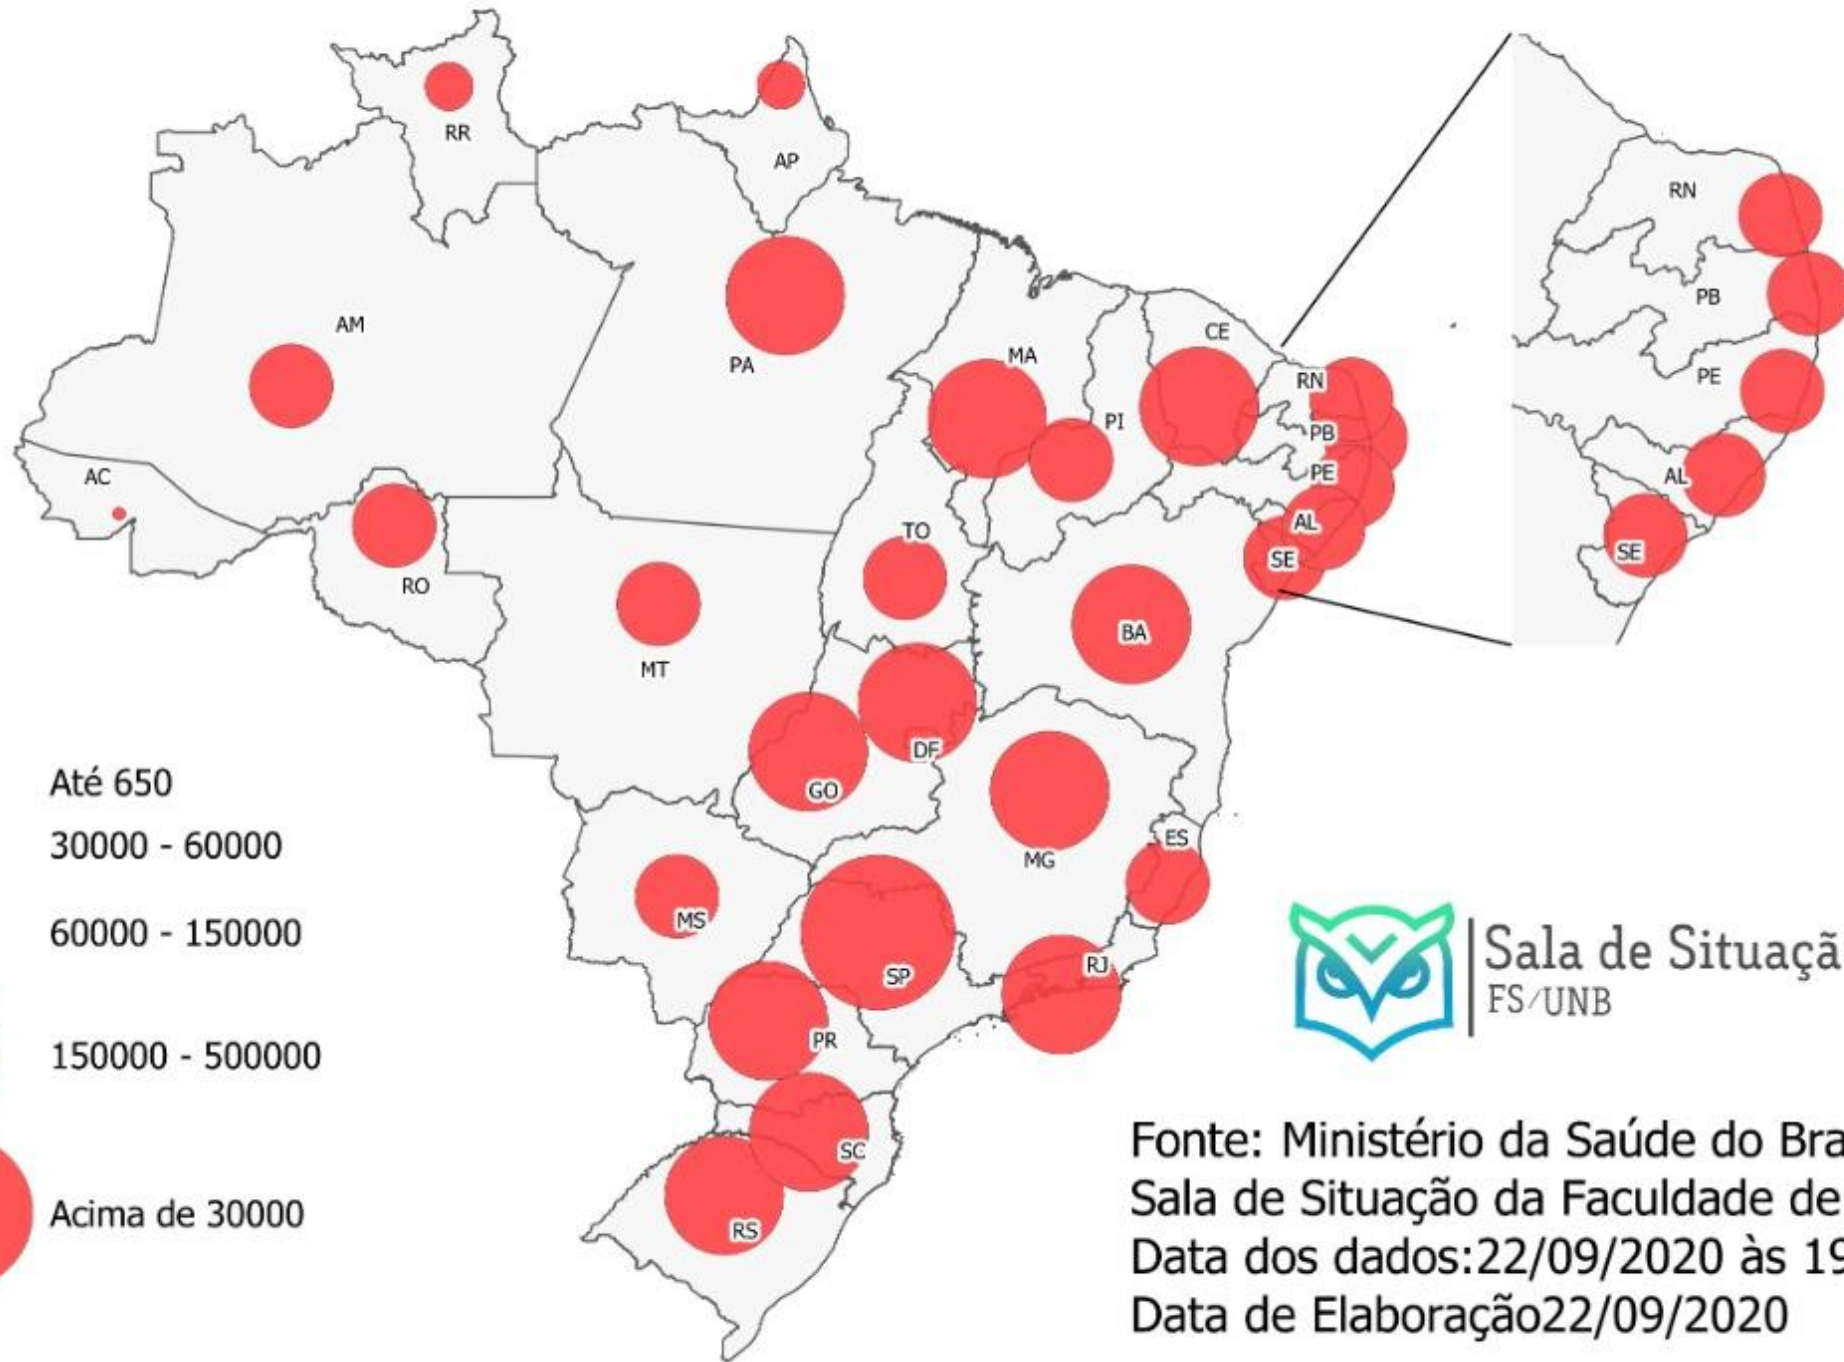 RR
AP
AM
PA
MA
CE
PI
RN
PB
PE
AL
SE
AC
RO
TO
MT
BA
DF
GO
MG
ES
MS
SP
RJ
PR
SC
RS
RN
PB
PE
AL
SE
Até 650
30000 - 60000
60000 - 150000
150000 - 500000
Acima de 30000
Sala de Situaçã
FS/UNB
Fonte: Ministério da Saúde do Bra
Sala de Situação da Faculdade de
Data dos dados:22/09/2020 às 19
Data de Elaboração22/09/2020